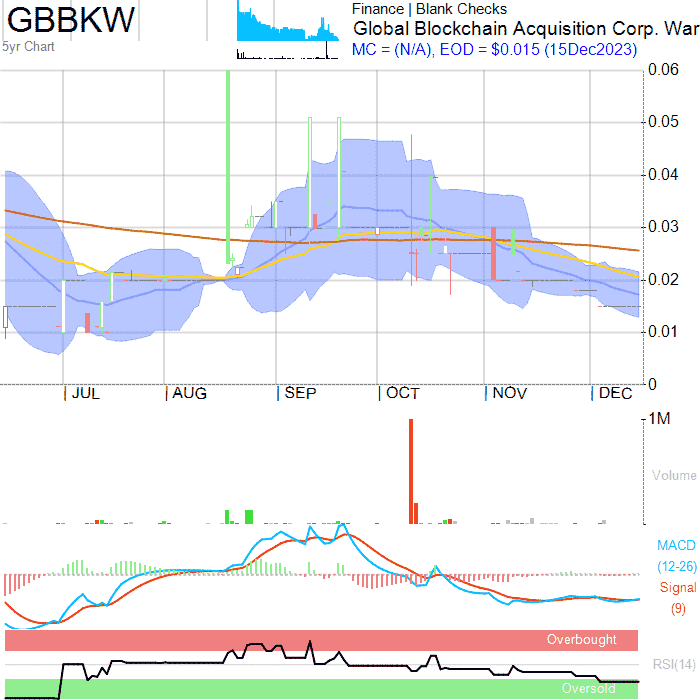 GBBKW
5yr Chart
Finance | Blank Checks
Global Blockchain Acquisition Corp. War
MC = (N/A), EOD = $0.015 (15Dec2023)
0.06
0.05
0.04
0.03
0.02
0.01
0
JUL AUG SEP OCT NOV DEC
1M
Volume
MACD
(12-26)
Signal
(9)
Overbought
RSI(14)
Oversold